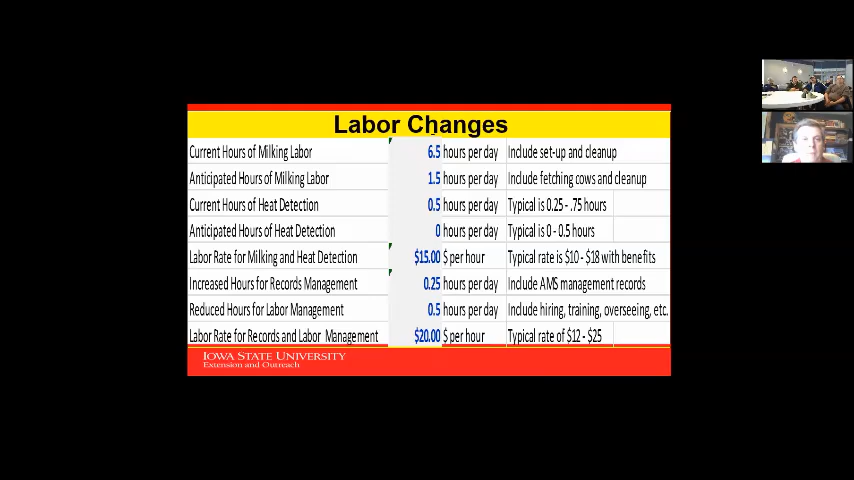 Labor Changes
Current Hours of Milking Labor 6.5 hours per day Include set-up and cleanup
Anticipated Hours of Milking Labor 1.5 hours per day Include fetching cows and cleanup
Current Hours of Heat Detection 0.5 hours per day Typical is 0.25 - .75 hours
Anticipated Hours of Heat Detection 0 hours per day Typical is 0 - 0.5 hours
Labor Rate for Milking and Heat Detection $15.00 $ per hour Typical rate is $10 - $18 with benefits
Increased Hours for Records Management 0.25 hours per day Include AMS management records
Reduced Hours for Labor Management 0.5 hours per day Include hiring, training, overseeing, etc.
Labor Rate for Records and Labor Management $20.00 $ per hour Typical rate of $12 - $25
IOWA STATE UNIVERSITY
Extension and Outreach